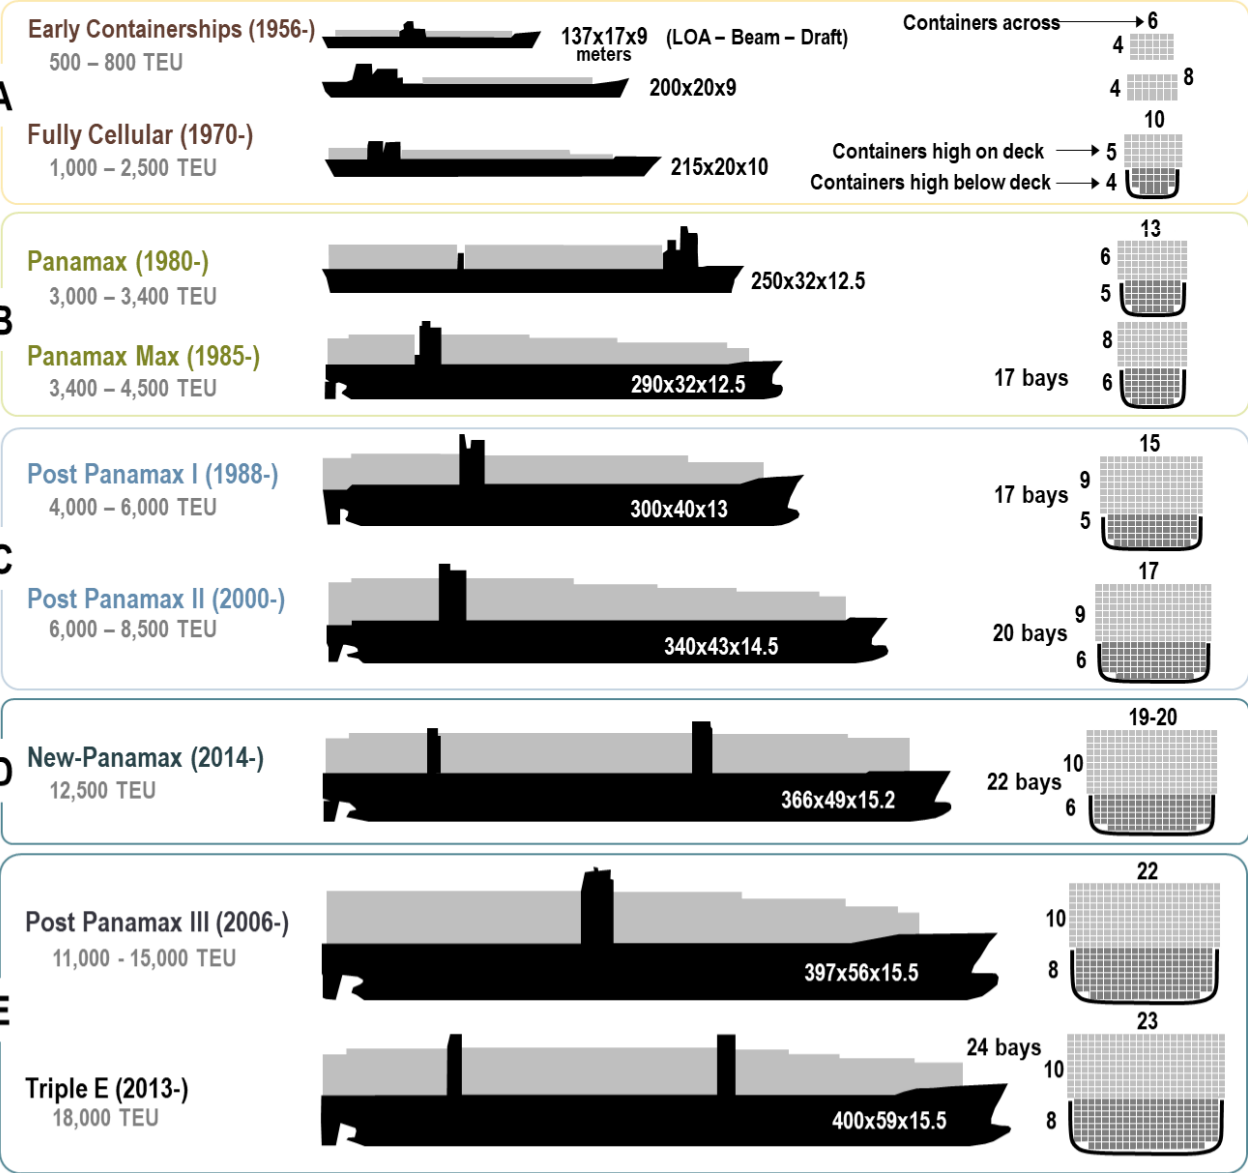 Early Containerships (1956-)
500 – 800 TEU
137x17x9 (LOA – Beam – Draft)
meters
200x20x9
Containers across 6
4
4 8
A
Fully Cellular (1970-)
1,000 – 2,500 TEU
215x20x10
10
Containers high on deck 5
Containers high below deck 4
Panamax (1980-)
3,000 – 3,400 TEU
250x32x12.5
13
6
5
B
Panamax Max (1985-)
3,400 – 4,500 TEU
290x32x12.5
17 bays
8
6
Post Panamax I (1988-)
4,000 – 6,000 TEU
300x40x13
17 bays
15
9
5
C
Post Panamax II (2000-)
6,000 – 8,500 TEU
340x43x14.5
20 bays
17
9
6
D
New-Panamax (2014-)
12,500 TEU
366x49x15.2
22 bays
19-20
10
6
Post Panamax III (2006-)
11,000 - 15,000 TEU
397x56x15.5
22
10
8
E
Triple E (2013-)
18,000 TEU
400x59x15.5
24 bays
23
10
8